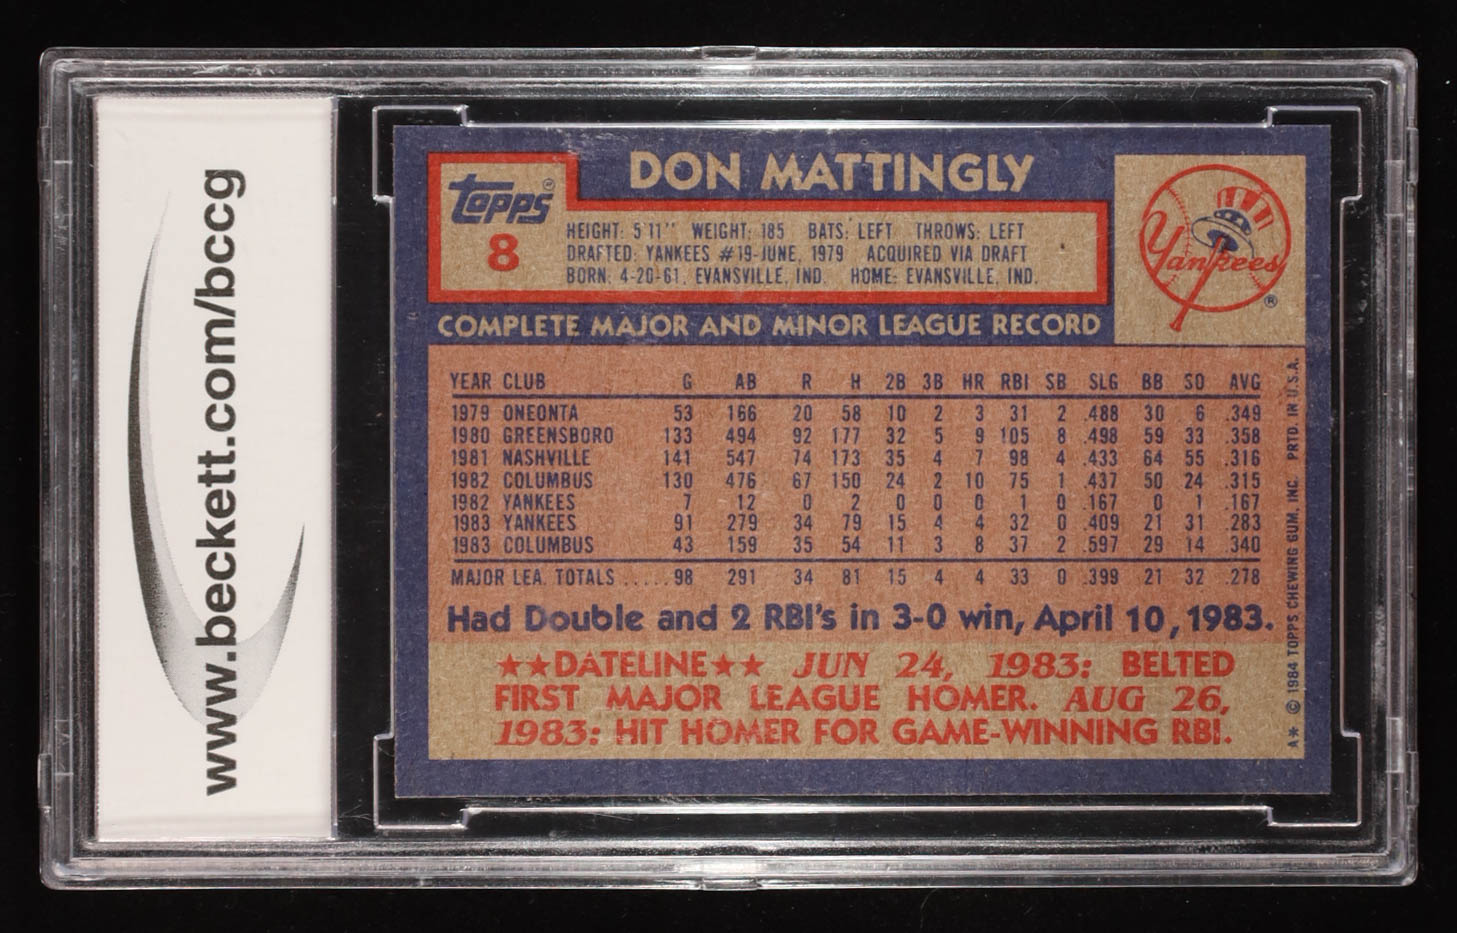 www.beckett.com/bccg
DON MATTINGLY
topps®
8
HEIGHT: 5'11" WEIGHT: 185 BATS: LEFT THROWS: LEFT
DRAFTED: YANKEES #19-JUNE, 1979 ACQUIRED VIA DRAFT
BORN: 4-20-61, EVANSVILLE, IND. HOME: EVANSVILLE, IND.
Yankees
®
COMPLETE MAJOR AND MINOR LEAGUE RECORD
YEAR CLUB G AB R H 2B 3B HR RBI SB SLG BB SO AVG
1979 ONEONTA 53 166 20 58 10 2 3 31 2 .488 30 6 .349
1980 GREENSBORO 133 494 92 177 32 5 9 105 8 .498 59 33 .358
1981 NASHVILLE 141 547 74 173 35 4 7 98 4 .433 64 55 .316
1982 COLUMBUS 130 476 67 150 24 2 10 75 1 .437 50 24 .315
1982 YANKEES 7 12 0 2 0 0 0 1 0 .167 0 1 .167
1983 YANKEES 91 279 34 79 15 4 4 32 0 .409 21 31 .283
1983 COLUMBUS 43 159 35 54 11 3 8 37 2 .597 29 14 .340
MAJOR LEA. TOTALS ..... 98 291 34 81 15 4 4 33 0 .399 21 32 .278
Had Double and 2 RBI's in 3-0 win, April 10, 1983.
★★DATELINE★★ JUN 24, 1983: BELTED
FIRST MAJOR LEAGUE HOMER. AUG 26,
1983: HIT HOMER FOR GAME-WINNING RBI.
A* © 1984 TOPPS CHEWING GUM, INC. PRTD. IN U.S.A.